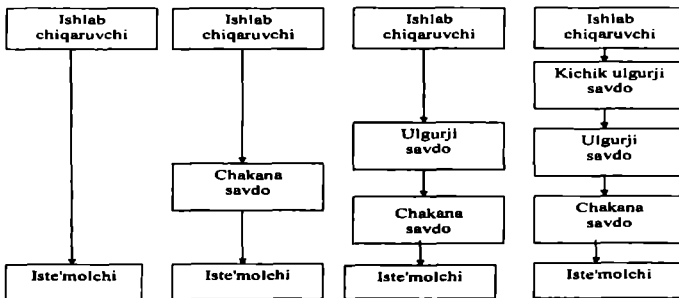 Ishlab
chiqaruvchi
Iste'molchi
Ishlab
chiqaruvchi
Chakana
savdo
Iste'molchi
Ishlab
chiqaruvchi
Ulgurji
savdo
Chakana
savdo
Iste'molchi
Ishlab
chiqaruvchi
Kichik ulgurji
savdo
Ulgurji
savdo
Chakana
savdo
Iste'molchi